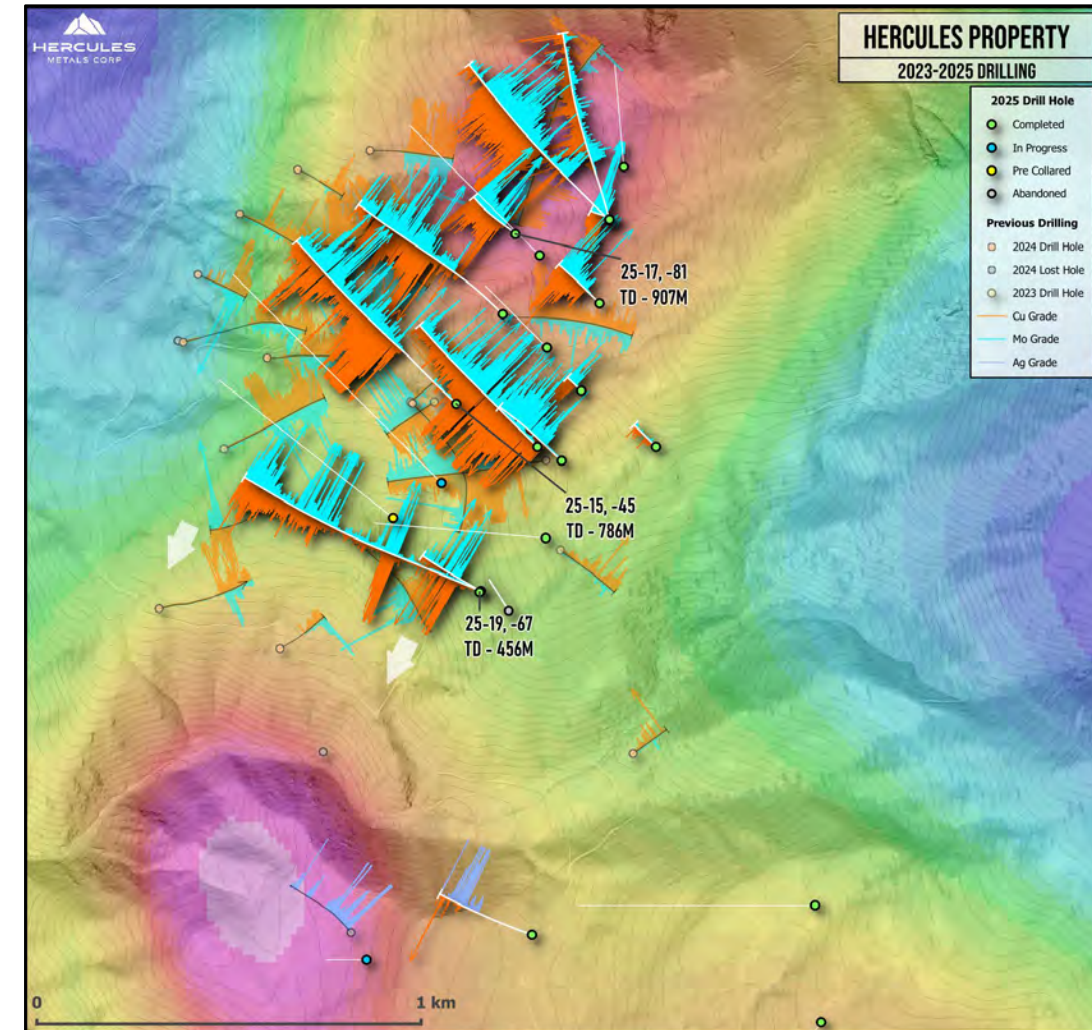 HERCULES
METALS CORP
HERCULES PROPERTY
2023-2025 DRILLING
2025 Drill Hole
Completed
In Progress
Pre Collared
Abandoned
Previous Drilling
2024 Drill Hole
2024 Lost Hole
2023 Drill Hole
Cu Grade
Mo Grade
Ag Grade
25-17, -81
TD - 907M
25-15, -45
TD - 786M
25-19, -67
TD - 456M
0
1 km